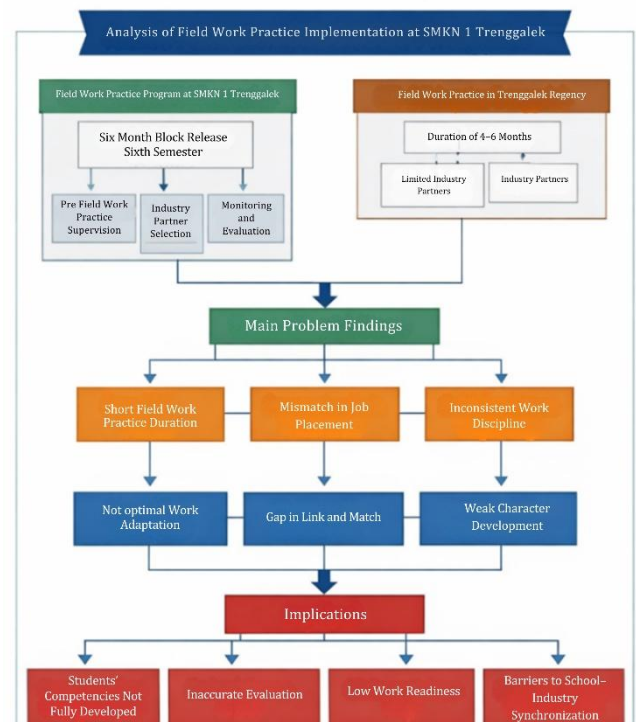 Analysis of Field Work Practice Implementation at SMKN 1 Trenggalek
Field Work Practice Program at SMKN 1 Trenggalek
Six Month Block Release
Sixth Semester
Pre Field Work
Practice
Supervision
Industry
Partner
Selection
Monitoring
and
Evaluation
Field Work Practice in Trenggalek Regency
Duration of 4–6 Months
Limited Industry
Partners
Industry Partners
Main Problem Findings
Short Field Work
Practice Duration
Mismatch in Job
Placement
Inconsistent Work
Discipline
Not optimal Work
Adaptation
Gap in Link and Match
Weak Character
Development
Implications
Students’
Competencies Not
Fully Developed
Inaccurate Evaluation
Low Work Readiness
Barriers to School–
Industry
Synchronization